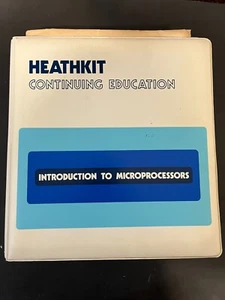 HEATHKIT
CONTINUING EDUCATION
INTRODUCTION TO MICROPROCESSORS